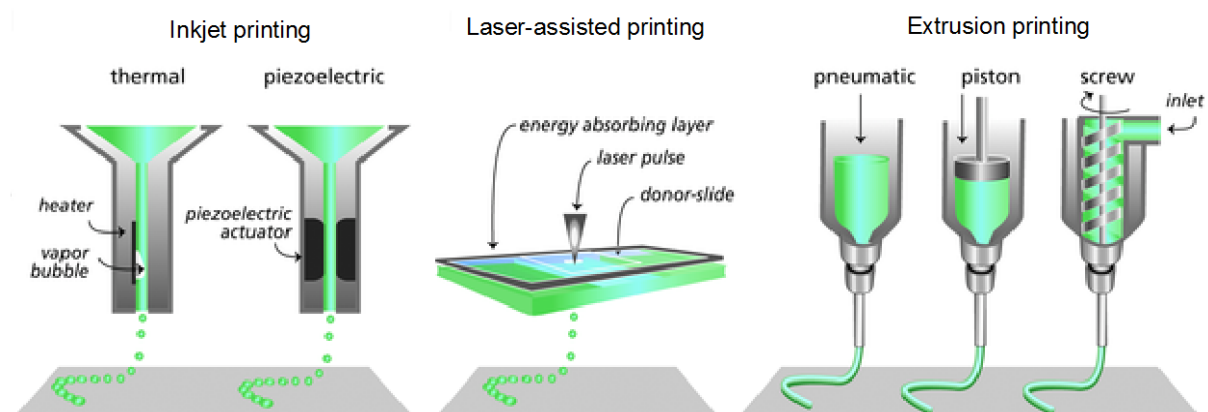 Inkjet printing
thermal
piezoelectric
heater
vapor
bubble
piezoelectric
actuator
Laser-assisted printing
energy absorbing layer
laser pulse
donor-slide
Extrusion printing
pneumatic
piston
screw
inlet